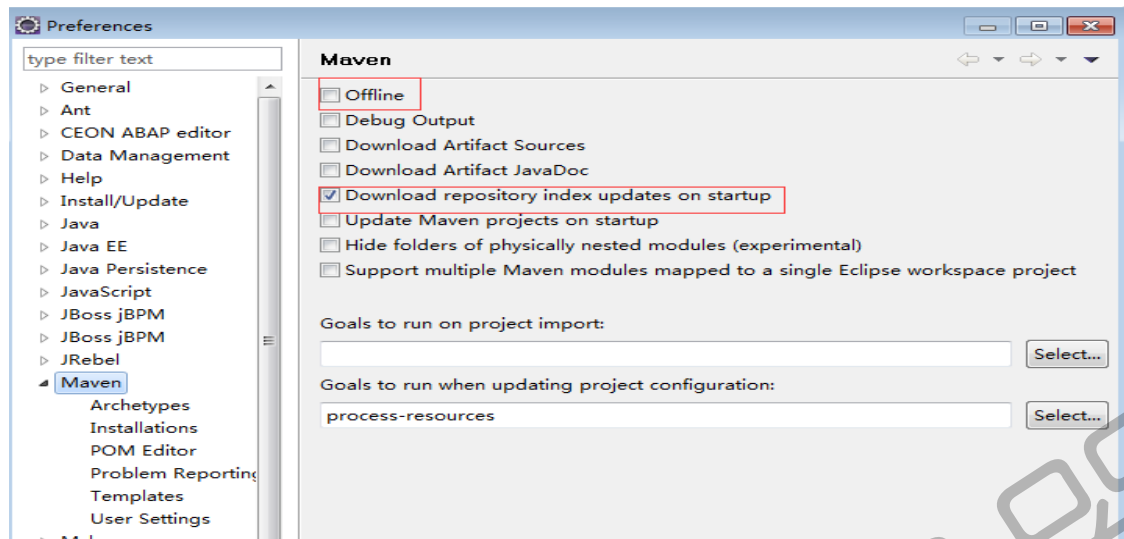 Preferences
type filter text
General
Ant
CEON ABAP editor
Data Management
Help
Install/Update
Java
Java EE
Java Persistence
JavaScript
JBoss jBPM
JBoss jBPM
JRebel
Maven
Archetypes
Installations
POM Editor
Problem Reporting
Templates
User Settings
Maven
Offline
Debug Output
Download Artifact Sources
Download Artifact JavaDoc
Download repository index updates on startup
Update Maven projects on startup
Hide folders of physically nested modules (experimental)
Support multiple Maven modules mapped to a single Eclipse workspace project
Goals to run on project import:
Select...
Goals to run when updating project configuration:
process-resources
Select...